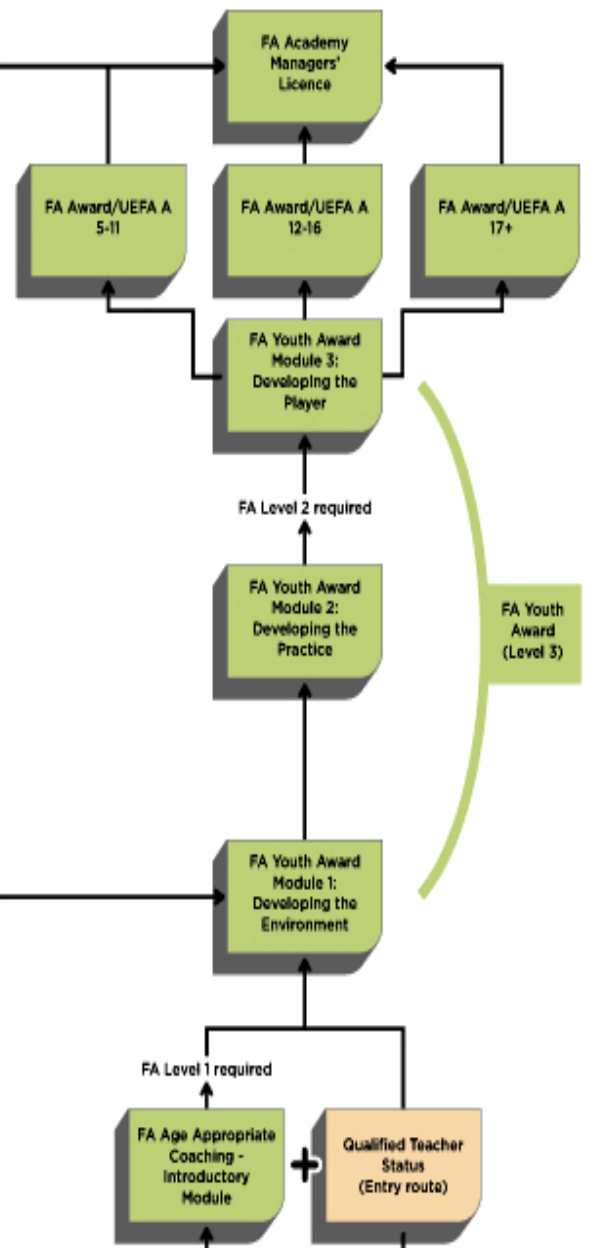 FA Academy
Managers'
Licence
FA Award/UEFA A
5-11
FA Award/UEFA A
12-16
FA Award/UEFA A
17+
FA Youth Award
Module 3:
Developing the
Player
FA Level 2 required
FA Youth Award
Module 2:
Developing the
Practice
FA Youth
Award
(Level 3)
FA Youth Award
Module 1:
Developing the
Environment
FA Level 1 required
FA Age Appropriate
Coaching -
Introductory
Module
+
Qualified Teacher
Status
(Entry route)